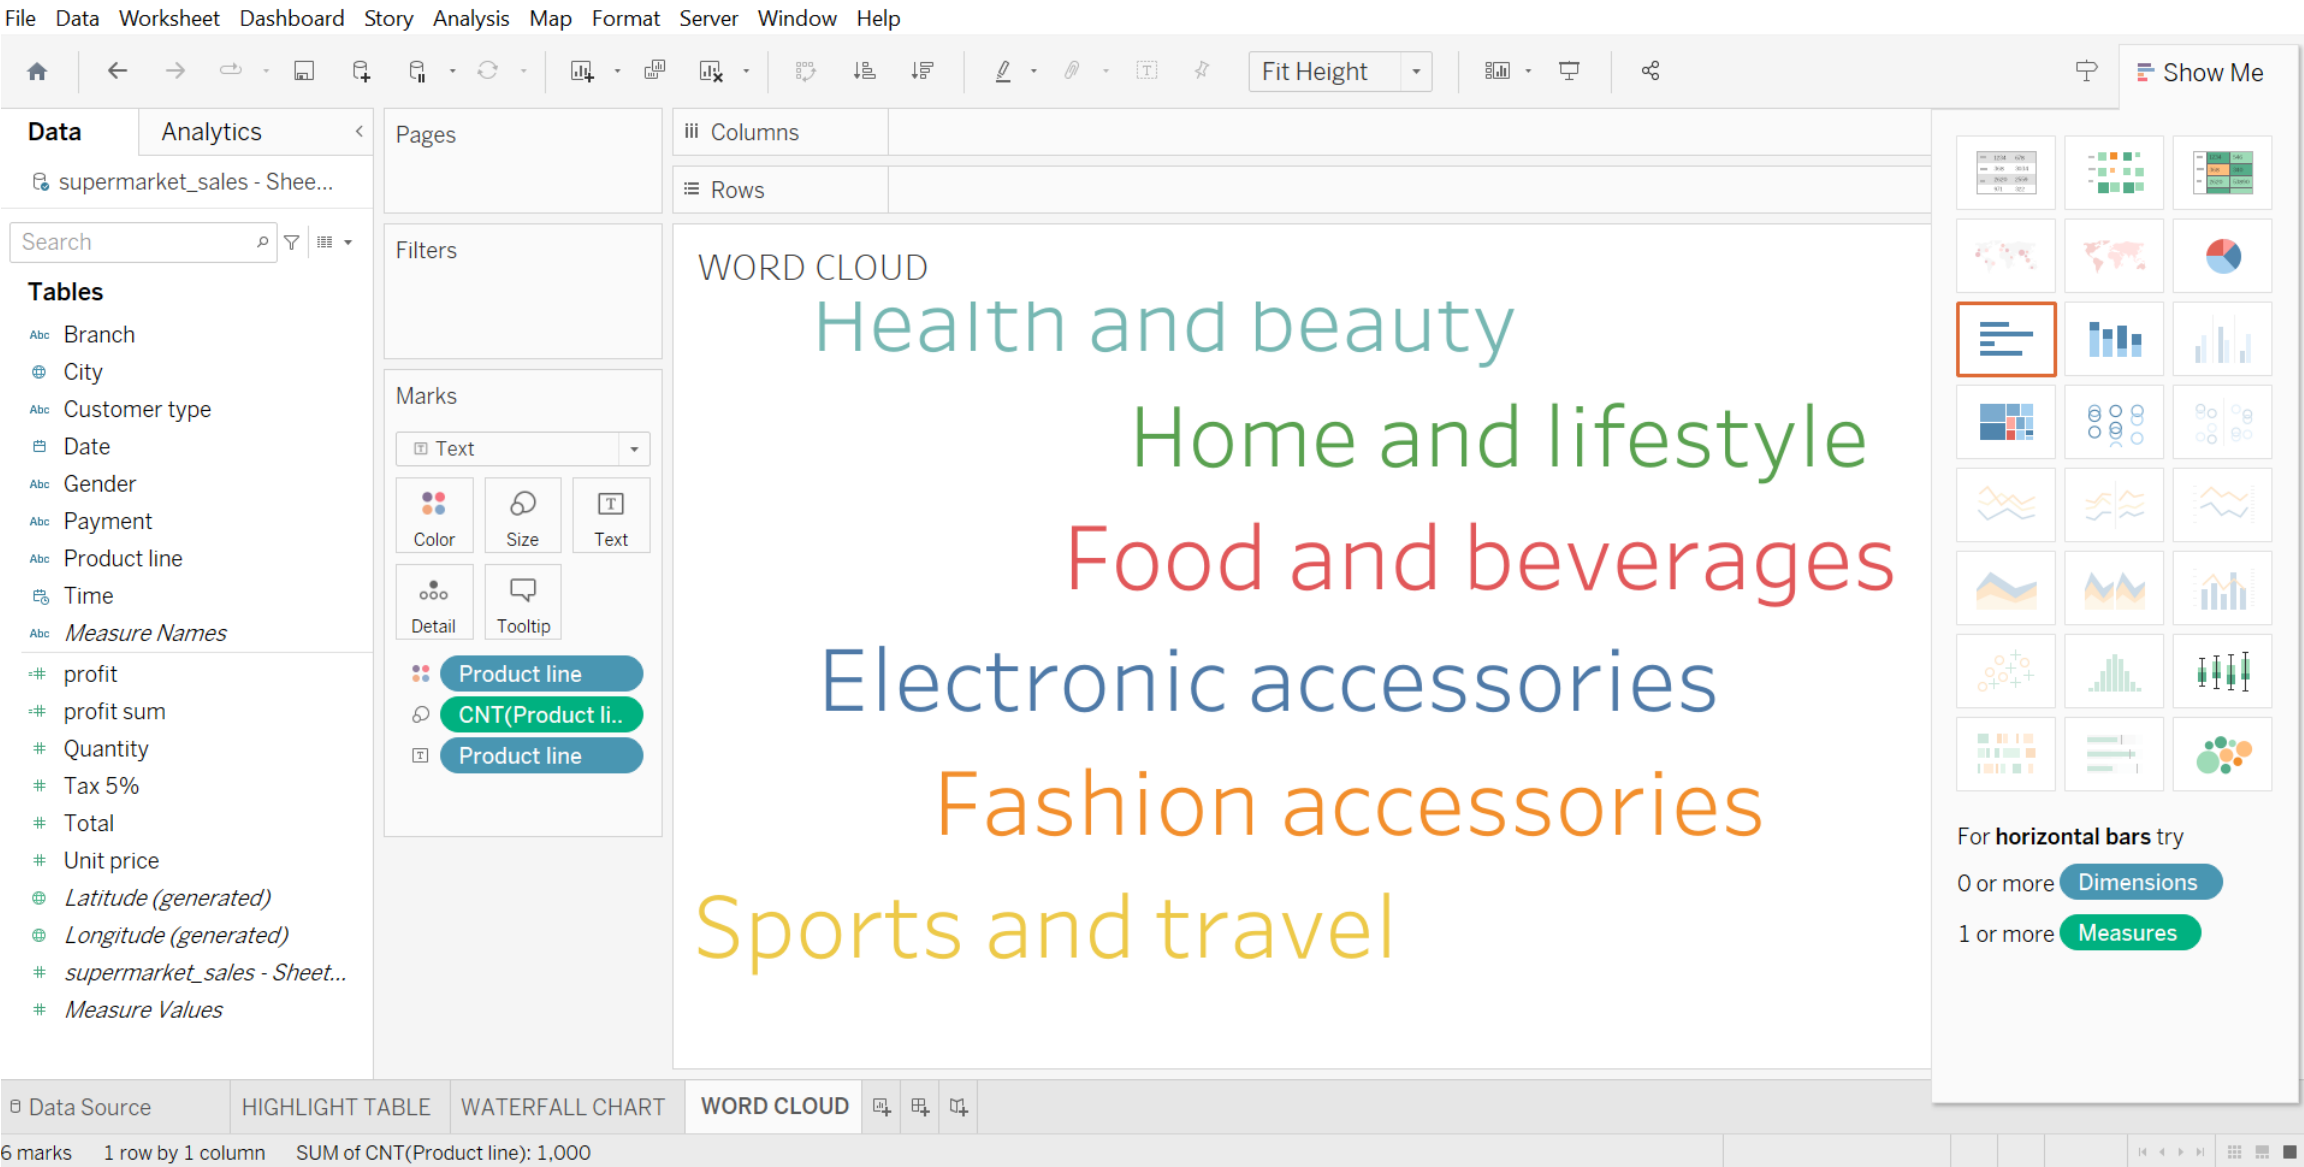 File Data Worksheet Dashboard Story Analysis Map Format Server Window Help
Fit Height
Show Me
Data Analytics
supermarket_sales - Shee...
Search
Tables
Abc Branch
City
Abc Customer type
Date
Abc Gender
Abc Payment
Abc Product line
Time
Abc Measure Names
profit
profit sum
Quantity
Tax 5%
Total
Unit price
Latitude (generated)
Longitude (generated)
supermarket_sales - Sheet...
Measure Values
Pages
Filters
Marks
Text
Color Size Text
Detail Tooltip
Product line
CNT(Product li..
Product line
Columns
Rows
WORD CLOUD
Health and beauty
Home and lifestyle
Food and beverages
Electronic accessories
Fashion accessories
Sports and travel
For horizontal bars try
0 or more Dimensions
1 or more Measures
Data Source HIGHLIGHT TABLE WATERFALL CHART WORD CLOUD
6 marks 1 row by 1 column SUM of CNT(Product line): 1,000